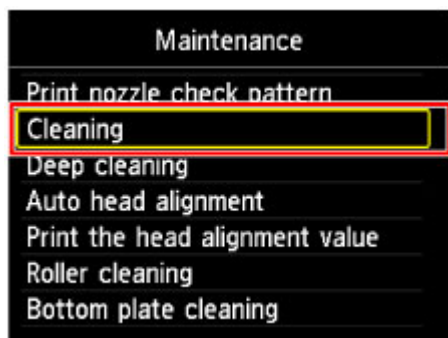 Maintenance
Print nozzle check pattern
Cleaning
Deep cleaning
Auto head alignment
Print the head alignment value
Roller cleaning
Bottom plate cleaning